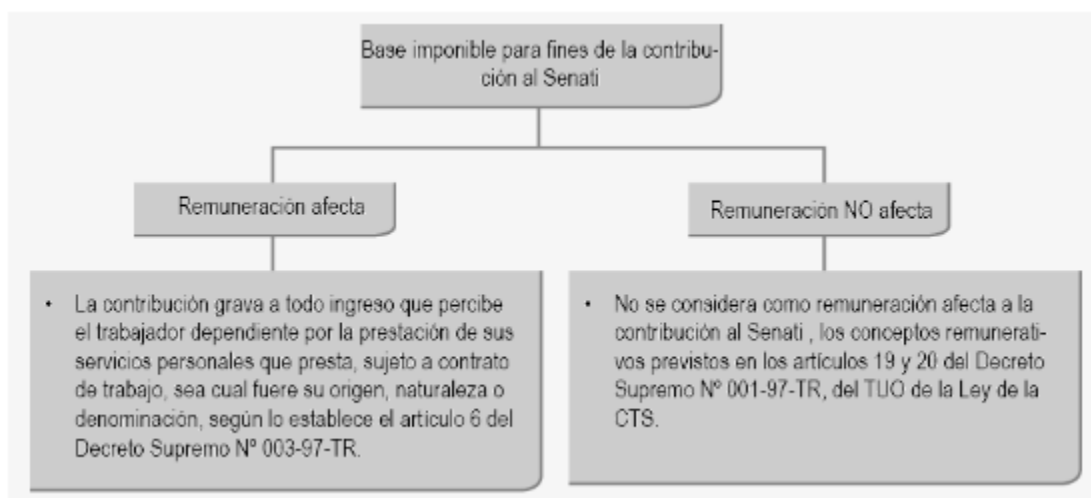 Base imponible para fines de la contribu-
ción al Senati
Remuneración afecta
Remuneración NO afecta
• La contribución grava a todo ingreso que percibe
el trabajador dependiente por la prestación de sus
servicios personales que presta, sujeto a contrato
de trabajo, sea cual fuere su origen, naturaleza o
denominación, según lo establece el artículo 6 del
Decreto Supremo Nº 003-97-TR.
• No se considera como remuneración afecta a la
contribución al Senati , los conceptos remunerati-
vos previstos en los artículos 19 y 20 del Decreto
Supremo Nº 001-97-TR, del TUO de la Ley de la
CTS.